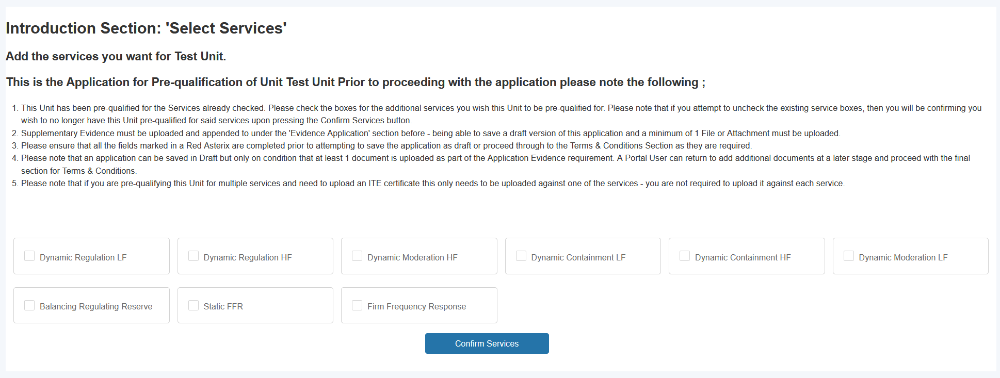 Introduction Section: 'Select Services'
Add the services you want for Test Unit.
This is the Application for Pre-qualification of Unit Test Unit Prior to proceeding with the application please note the following ;
1. This Unit has been pre-qualified for the Services already checked. Please check the boxes for the additional services you wish this Unit to be pre-qualified for. Please note that if you attempt to uncheck the existing service boxes, then you will be confirming you
wish to no longer have this Unit pre-qualified for said services upon pressing the Confirm Services button.
2. Supplementary Evidence must be uploaded and appended to under the 'Evidence Application' section before - being able to save a draft version of this application and a minimum of 1 File or Attachment must be uploaded.
3. Please ensure that all the fields marked in a Red Asterix are completed prior to attempting to save the application as draft or proceed through to the Terms & Conditions Section as they are required.
4. Please note that an application can be saved in Draft but only on condition that at least 1 document is uploaded as part of the Application Evidence requirement. A Portal User can return to add additional documents at a later stage and proceed with the final
section for Terms & Conditions.
5. Please note that if you are pre-qualifying this Unit for multiple services and need to upload an ITE certificate this only needs to be uploaded against one of the services - you are not required to upload it against each service.
Dynamic Regulation LF
Dynamic Regulation HF
Dynamic Moderation HF
Dynamic Containment LF
Dynamic Containment HF
Dynamic Moderation LF
Balancing Regulating Reserve
Static FFR
Firm Frequency Response
Confirm Services